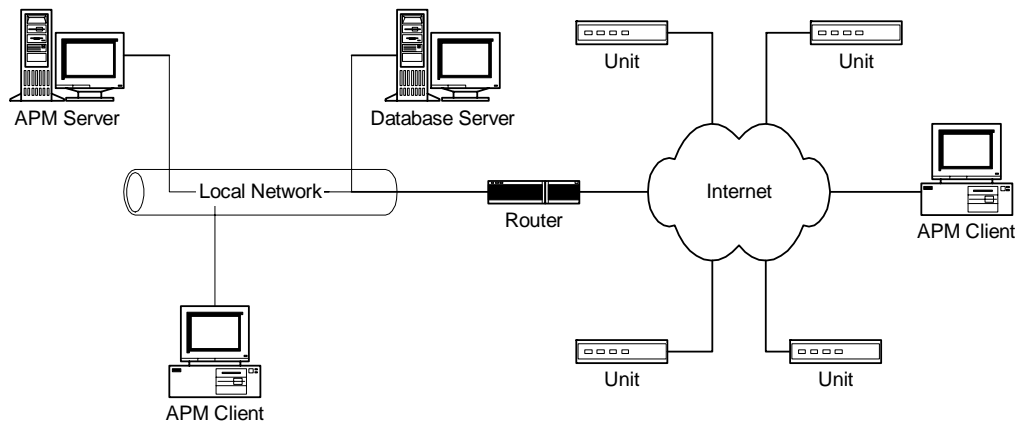 Unit
Unit
APM Server
Database Server
Local Network
Router
Internet
APM Client
Unit
Unit
APM Client